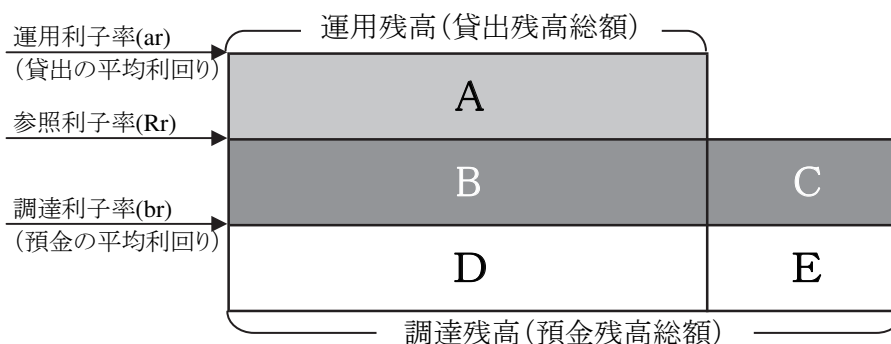 運用残高(貸出残高総額)
運用利子率(ar)
(貸出の平均利回り)
A
参照利子率(Rr)
B
C
調達利子率(br)
(預金の平均利回り)
D
E
調達残高(預金残高総額)